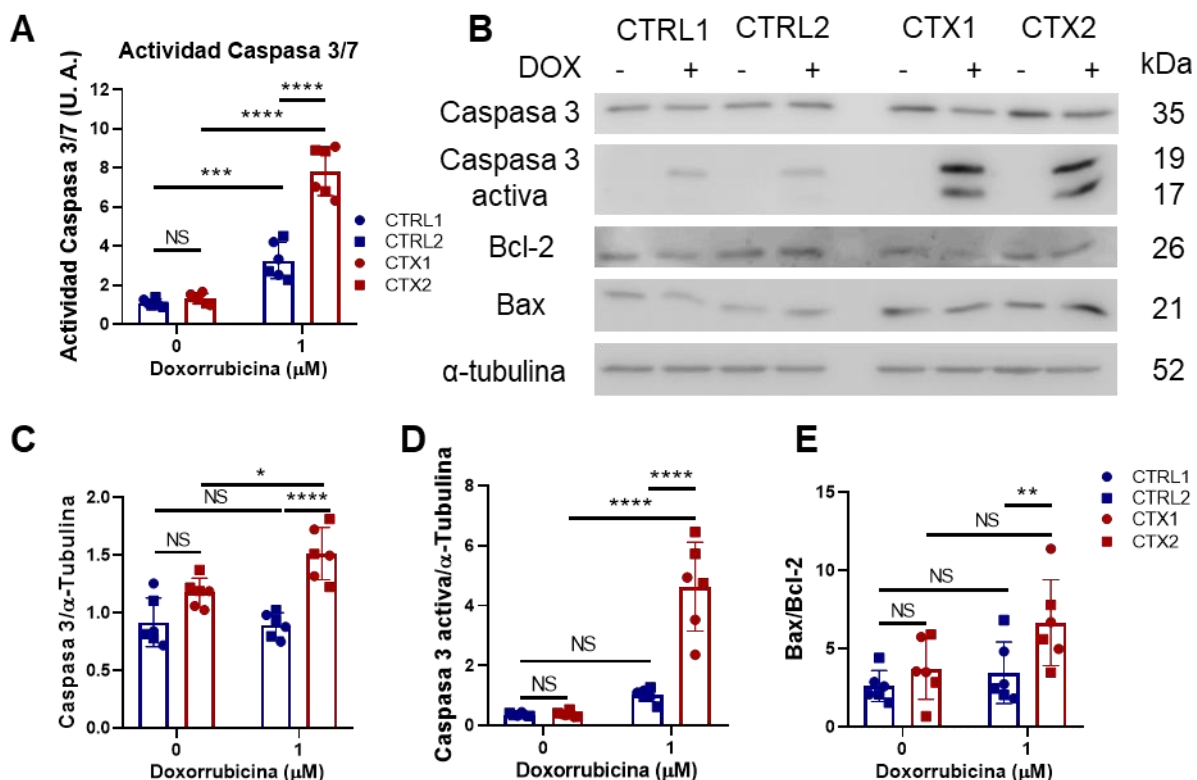 A
Actividad Caspasa 3/7
Actividad Caspasa 3/7 (U. A.)
12
10
8
6
4
2
0
****
****
***
NS
0
1
Doxorrubicina (μM)
CTRL1
CTRL2
CTX1
CTX2
B
CTRL1 CTRL2 CTX1 CTX2
DOX - + - + - + - + kDa
Caspasa 3 35
Caspasa 3
activa
19
17
Bcl-2 26
Bax 21
α-tubulina 52
C
Caspasa 3/α-Tubulina
2.0
1.5
1.0
0.5
0.0
*
NS
****
NS
0
1
Doxorrubicina (μM)
D
Caspasa 3 activa/α-Tubulina
8
6
4
2
0
****
****
NS
NS
0
1
Doxorrubicina (μM)
E
Bax/Bcl-2
15
10
5
0
**
NS
NS
NS
0
1
Doxorrubicina (μM)
CTRL1
CTRL2
CTX1
CTX2